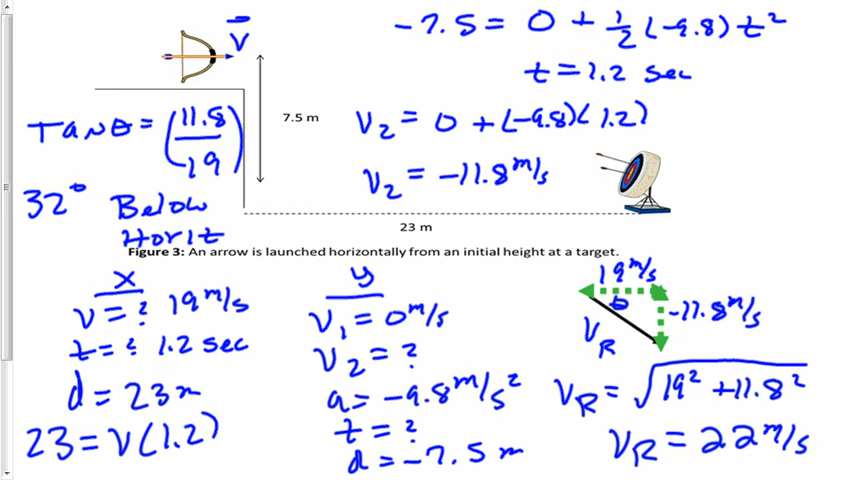 -7.5 = 0 + 1/2 (-9.8) t²
t = 1.2 sec
V
7.5 m
V₂ = 0 + (-9.8)(1.2)
V₂ = -11.8 m/s
Tan θ = (11.8/19)
32° Below
Horiz
23 m
Figure 3: An arrow is launched horizontally from an initial height at a target.
x
V = ? 19 m/s
t = ? 1.2 sec
d = 23 m
23 = V(1.2)
y
V₁ = 0 m/s
V₂ = ?
a = -9.8 m/s²
t = ?
d = -7.5 m
19 m/s
θ
-11.8 m/s
V_R
V_R = √(19² + 11.8²)
V_R = 22 m/s